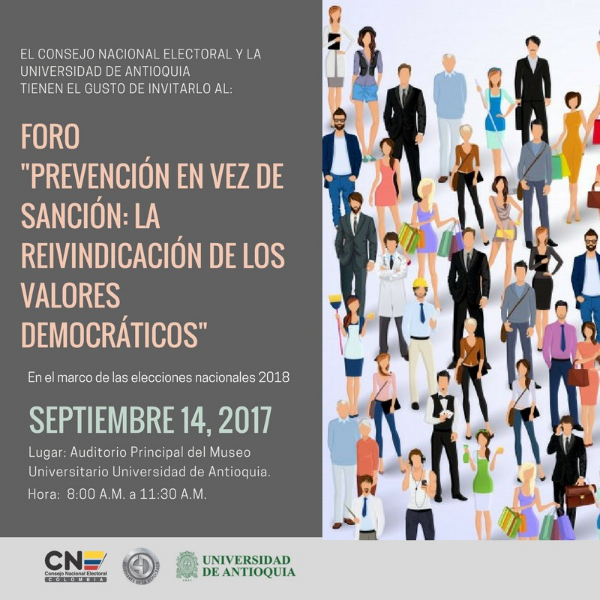 EL CONSEJO NACIONAL ELECTORAL Y LA
UNIVERSIDAD DE ANTIOQUIA
TIENEN EL GUSTO DE INVITARLO AL:
FORO
"PREVENCIÓN EN VEZ DE
SANCIÓN: LA
REIVINDICACIÓN DE LOS
VALORES
DEMOCRÁTICOS"
En el marco de las elecciones nacionales 2018
SEPTIEMBRE 14, 2017
Lugar: Auditorio Principal del Museo
Universitario Universidad de Antioquia.
Hora: 8:00 A.M. a 11:30 A.M.
CNE
Consejo Nacional Electoral
COLOMBIA
UNIVERSIDAD
DE ANTIOQUIA